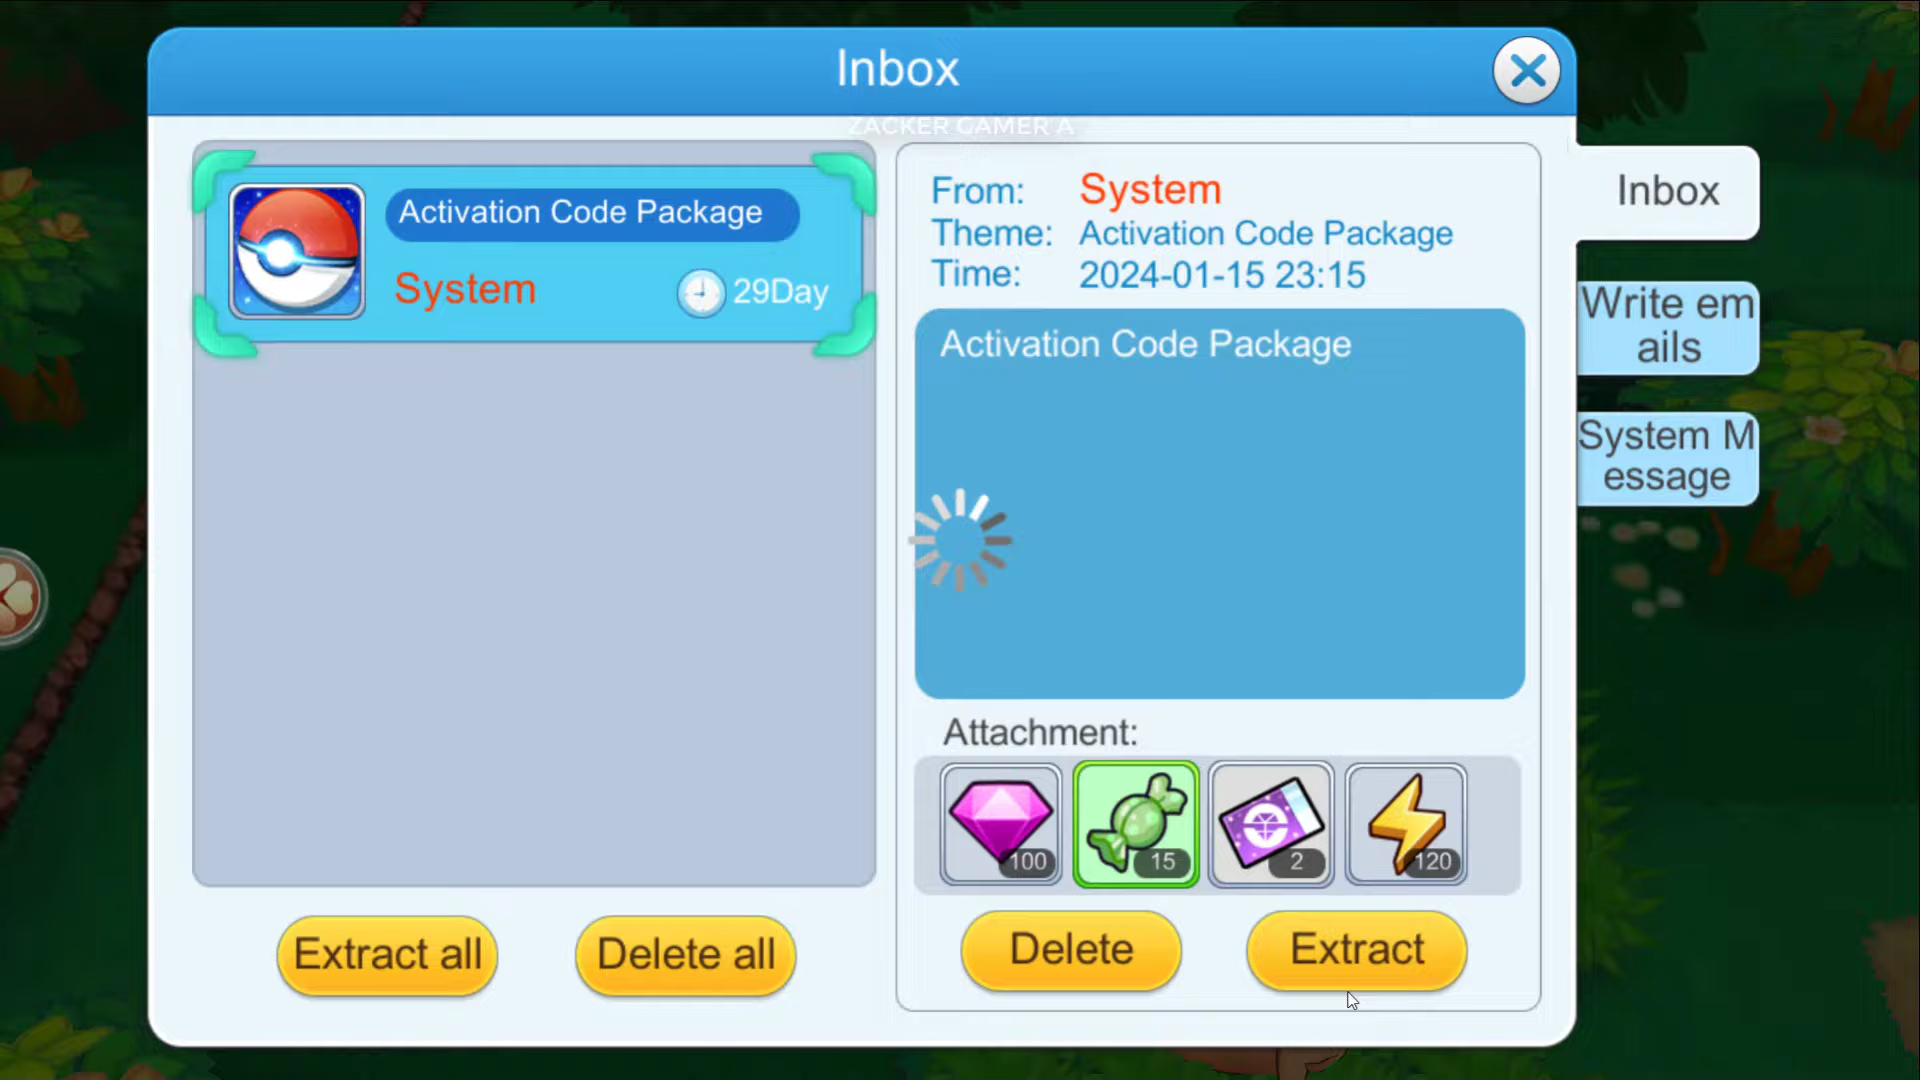 Inbox
ZACKER GAMER A
Activation Code Package
System
29Day
From: System
Theme: Activation Code Package
Time: 2024-01-15 23:15
Activation Code Package
Attachment:
100
15
2
120
Extract all
Delete all
Delete
Extract
Inbox
Write em
ails
System M
essage